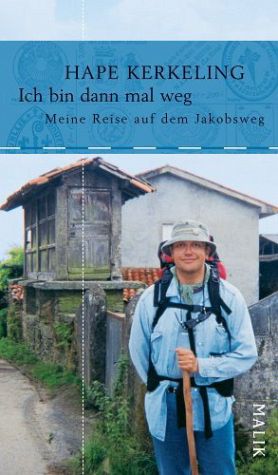 HAPE KERKELING
Ich bin dann mal weg
Meine Reise auf dem Jakobsweg
MALIK